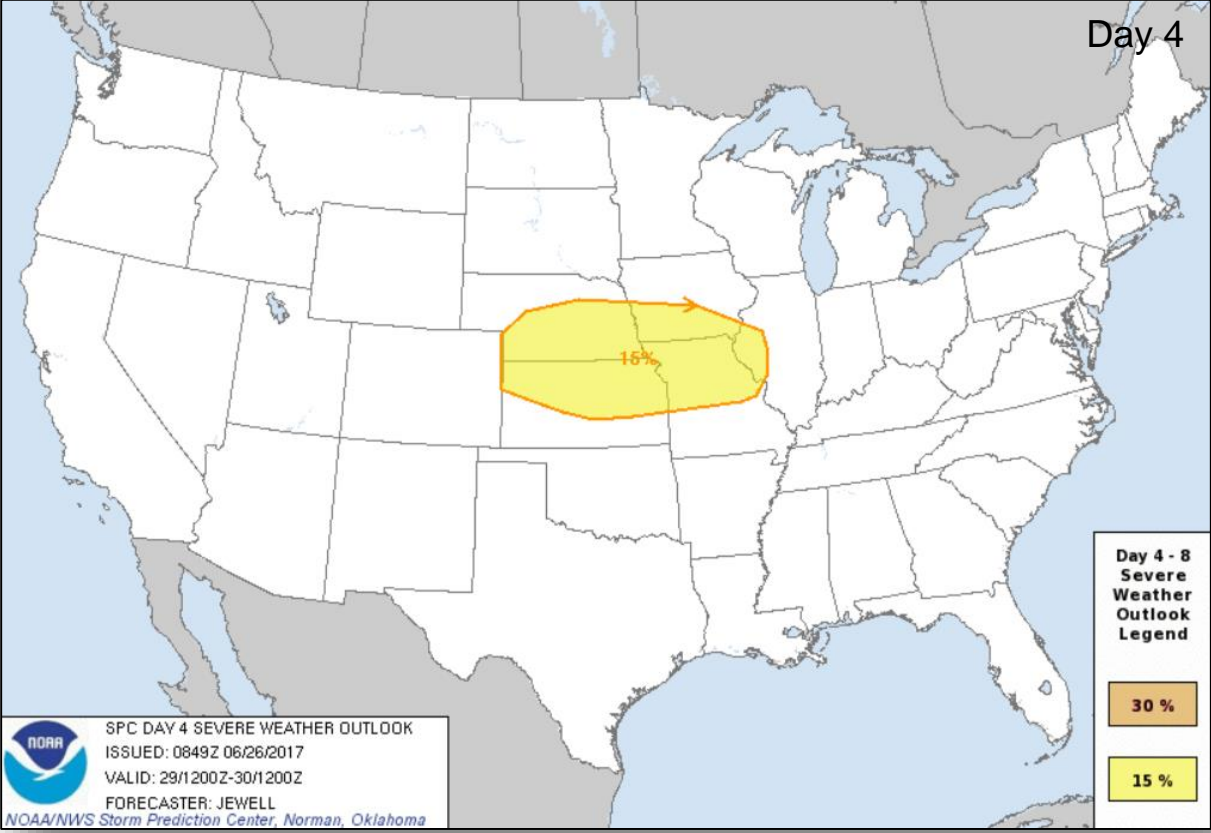 Day 4
15%
Day 4 - 8
Severe
Weather
Outlook
Legend
30 %
15 %
NOAA
SPC DAY 4 SEVERE WEATHER OUTLOOK
ISSUED: 0849Z 06/26/2017
VALID: 29/1200Z-30/1200Z
FORECASTER: JEWELL
NOAA/NWS Storm Prediction Center, Norman, Oklahoma